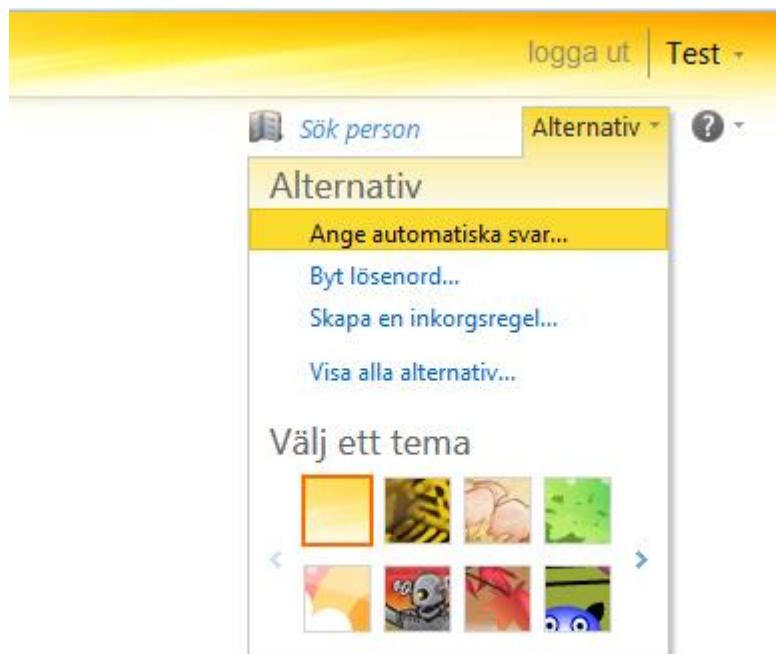 logga ut Test
Sök person Alternativ ?
Alternativ
Ange automatiska svar...
Byt lösenord...
Skapa en inkorgsregel...
Visa alla alternativ...
Välj ett tema